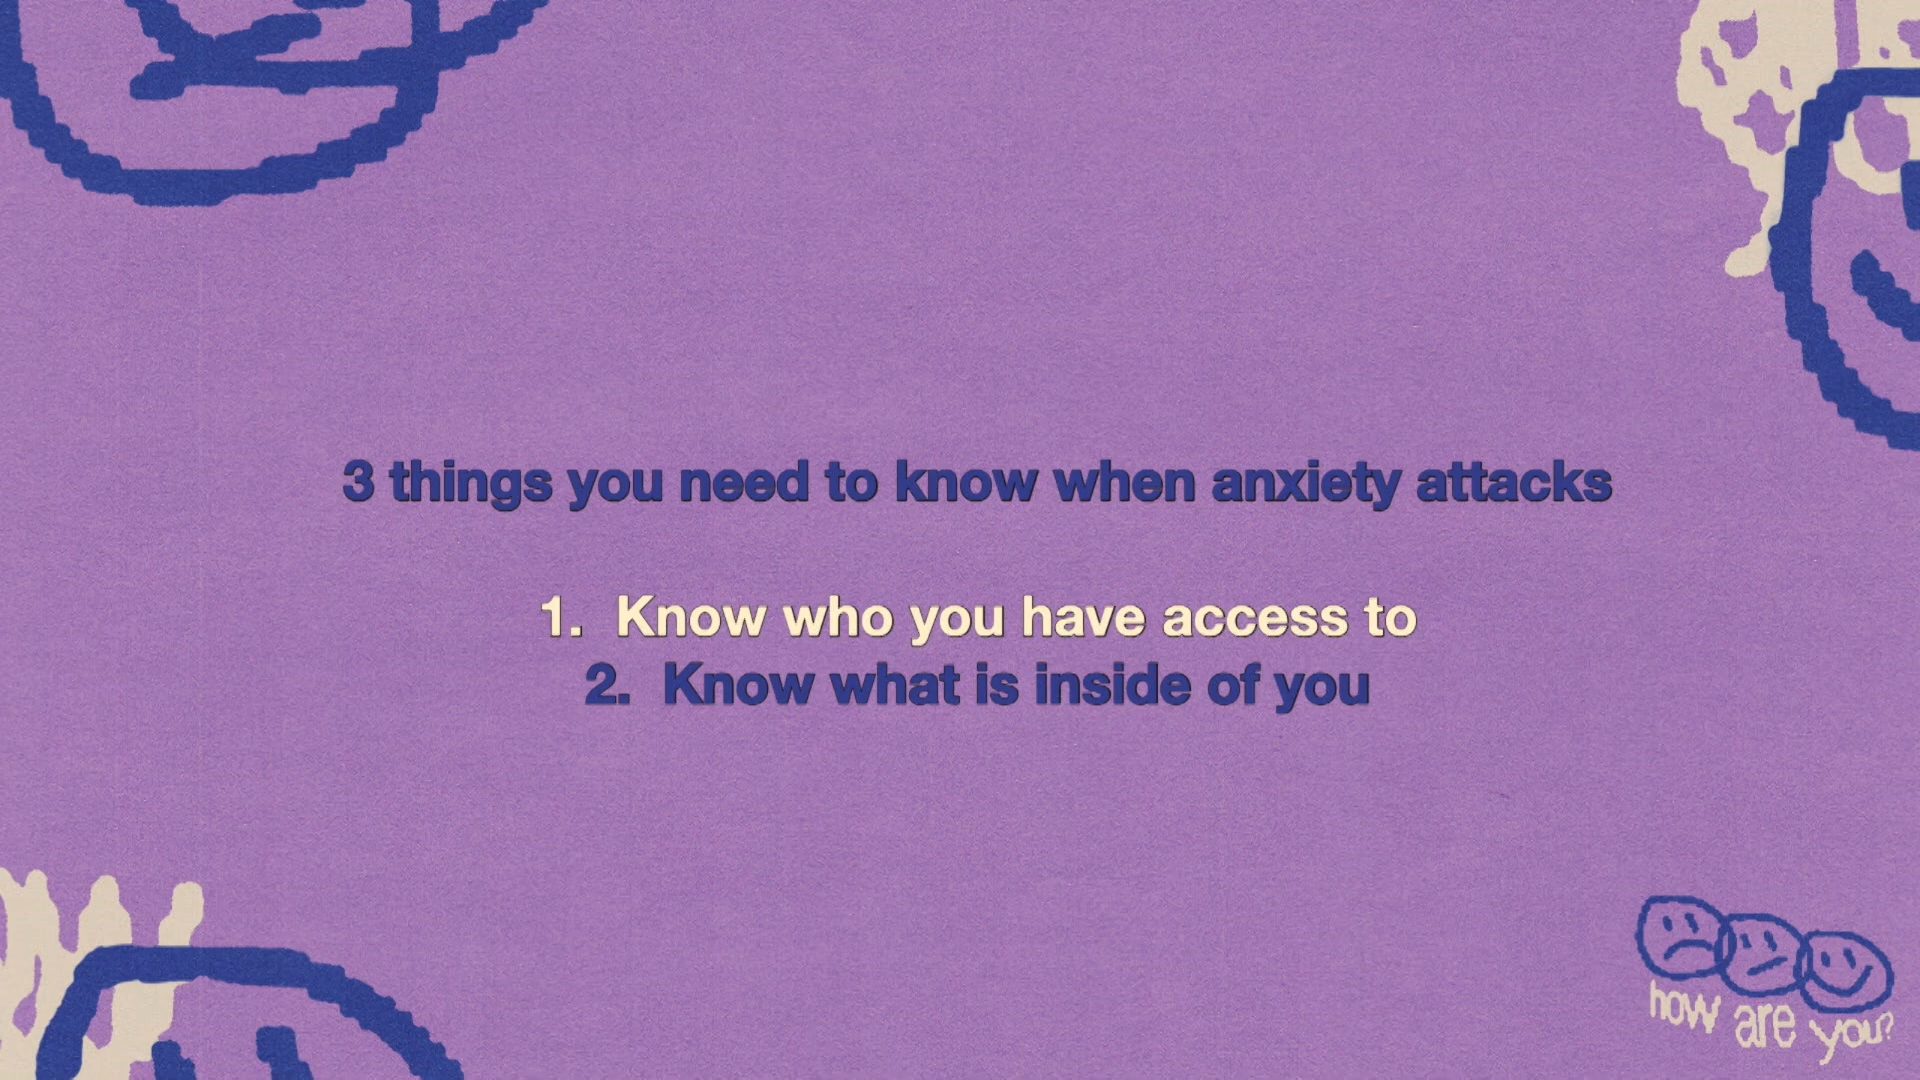 3 things you need to know when anxiety attacks
1. Know who you have access to
2. Know what is inside of you
how are you?